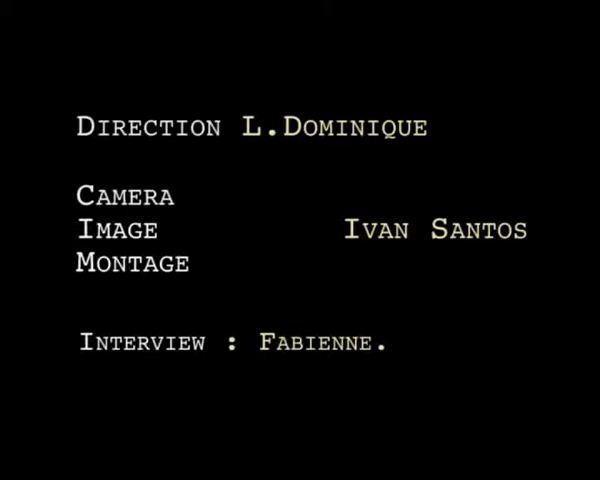 DIRECTION L.DOMINIQUE
CAMERA
IMAGE IVAN SANTOS
MONTAGE
INTERVIEW : FABIENNE.